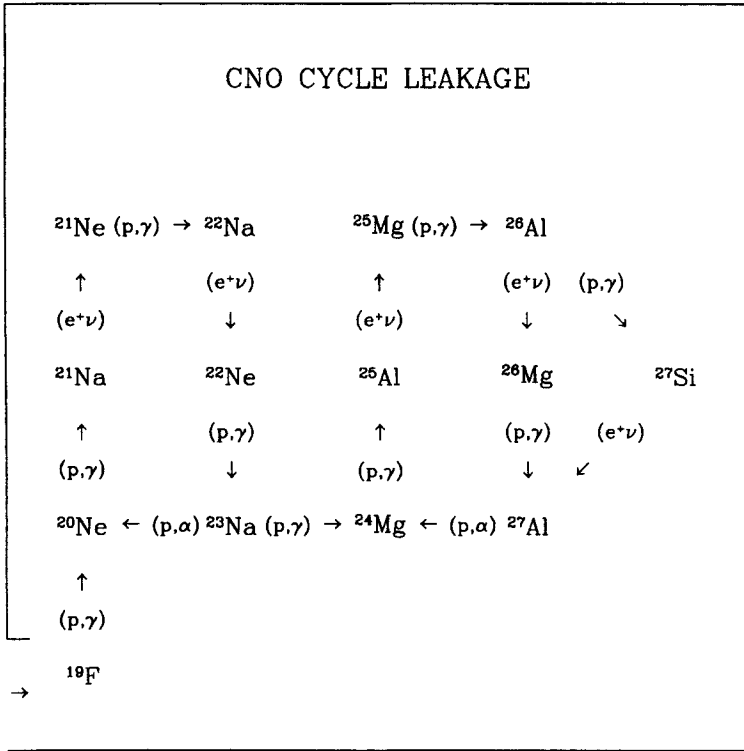 CNO CYCLE LEAKAGE
²¹Ne (p,γ) → ²²Na ²⁵Mg (p,γ) → ²⁶Al
↑ (e⁺ν) ↑ (e⁺ν) (p,γ)
(e⁺ν) ↓ (e⁺ν) ↓ ↘
²¹Na ²²Ne ²⁵Al ²⁶Mg ²⁷Si
↑ (p,γ) ↑ (p,γ) (e⁺ν)
(p,γ) ↓ (p,γ) ↓ ↙
²⁰Ne ← (p,α) ²³Na (p,γ) → ²⁴Mg ← (p,α) ²⁷Al
↑
(p,γ)
¹⁹F
→